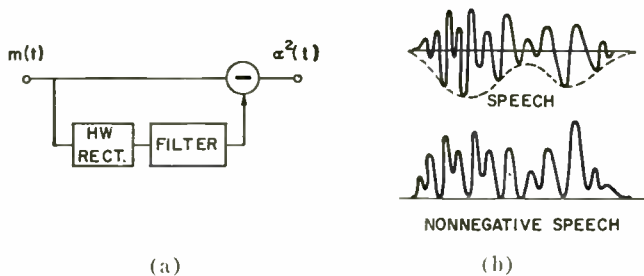 m(t)
α²(t)
−
HW
RECT.
FILTER
(a)
SPEECH
NONNEGATIVE SPEECH
(b)